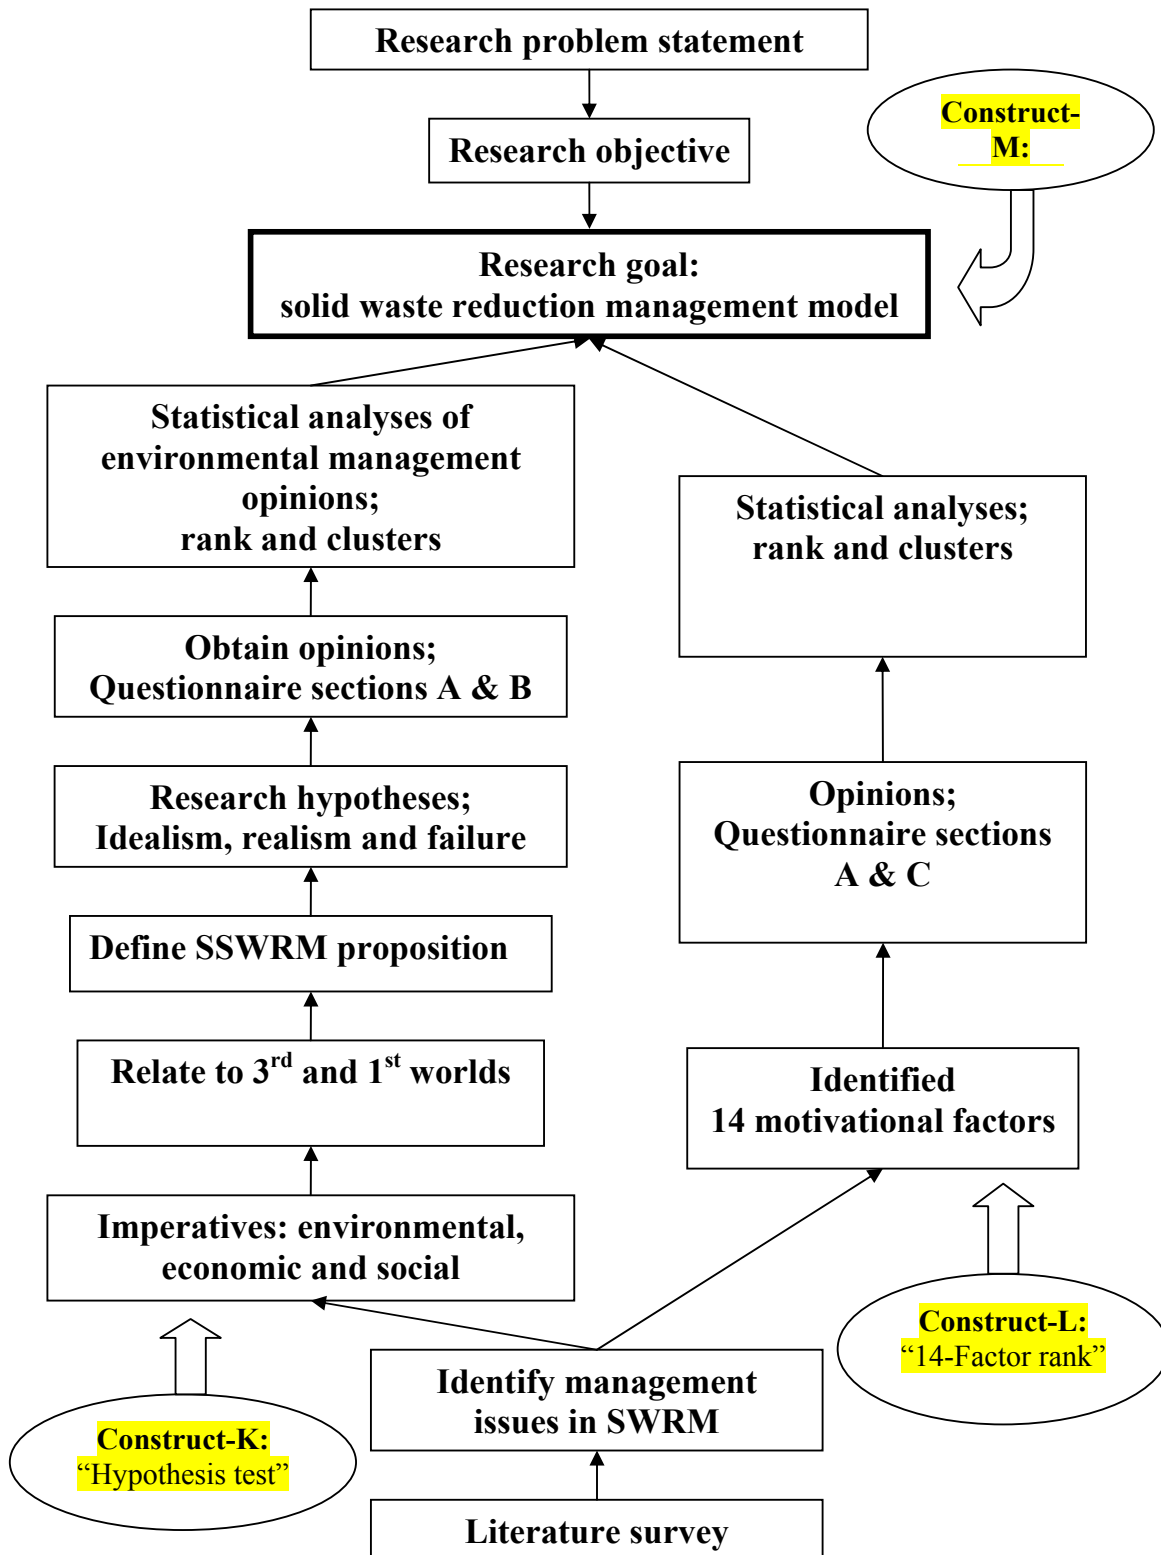 Research problem statement
Construct-
M:
Research objective
Research goal:
solid waste reduction management model
Statistical analyses of
environmental management
opinions;
rank and clusters
Statistical analyses;
rank and clusters
Obtain opinions;
Questionnaire sections A & B
Research hypotheses;
Idealism, realism and failure
Opinions;
Questionnaire sections
A & C
Define SSWRM proposition
Relate to 3rd and 1st worlds
Identified
14 motivational factors
Imperatives: environmental,
economic and social
Construct-L:
“14-Factor rank”
Identify management
issues in SWRM
Construct-K:
“Hypothesis test”
Literature survey